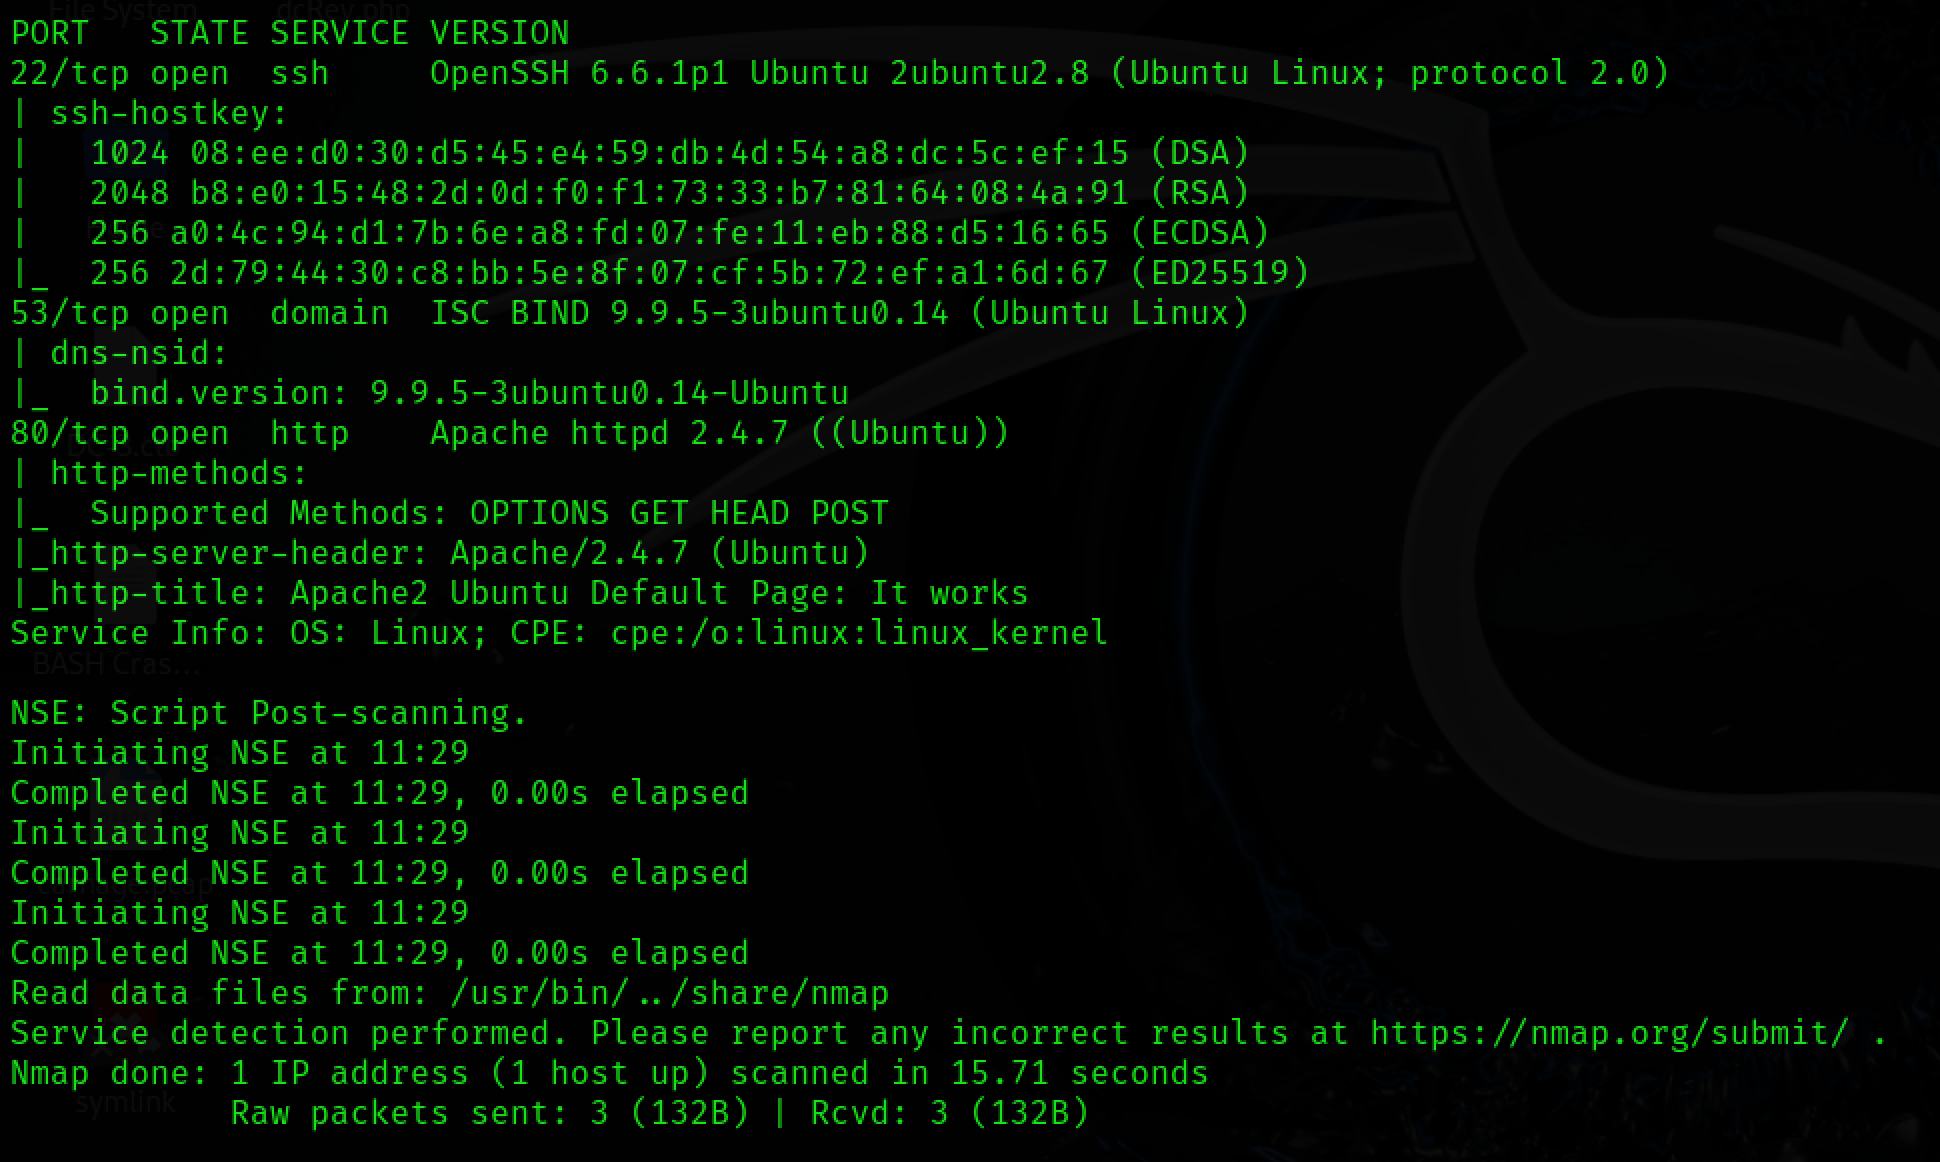 File System dcRev.php
PORT   STATE SERVICE VERSION
22/tcp open  ssh     OpenSSH 6.6.1p1 Ubuntu 2ubuntu2.8 (Ubuntu Linux; protocol 2.0)
| ssh-hostkey:
|   1024 08:ee:d0:30:d5:45:e4:59:db:4d:54:a8:dc:5c:ef:15 (DSA)
|   2048 b8:e0:15:48:2d:0d:f0:f1:73:33:b7:81:64:08:4a:91 (RSA)
|   256 a0:4c:94:d1:7b:6e:a8:fd:07:fe:11:eb:88:d5:16:65 (ECDSA)
|_  256 2d:79:44:30:c8:bb:5e:8f:07:cf:5b:72:ef:a1:6d:67 (ED25519)
53/tcp open  domain  ISC BIND 9.9.5-3ubuntu0.14 (Ubuntu Linux)
| dns-nsid:
|_  bind.version: 9.9.5-3ubuntu0.14-Ubuntu
80/tcp open  http    Apache httpd 2.4.7 ((Ubuntu))
| http-methods:
|_  Supported Methods: OPTIONS GET HEAD POST
|_http-server-header: Apache/2.4.7 (Ubuntu)
|_http-title: Apache2 Ubuntu Default Page: It works
Service Info: OS: Linux; CPE: cpe:/o:linux:linux_kernel
BASH Cras...
NSE: Script Post-scanning.
Initiating NSE at 11:29
Completed NSE at 11:29, 0.00s elapsed
Initiating NSE at 11:29
Completed NSE at 11:29, 0.00s elapsed
Initiating NSE at 11:29
Completed NSE at 11:29, 0.00s elapsed
Read data files from: /usr/bin/../share/nmap
Service detection performed. Please report any incorrect results at https://nmap.org/submit/ .
Nmap done: 1 IP address (1 host up) scanned in 15.71 seconds
symlink
Raw packets sent: 3 (132B) | Rcvd: 3 (132B)